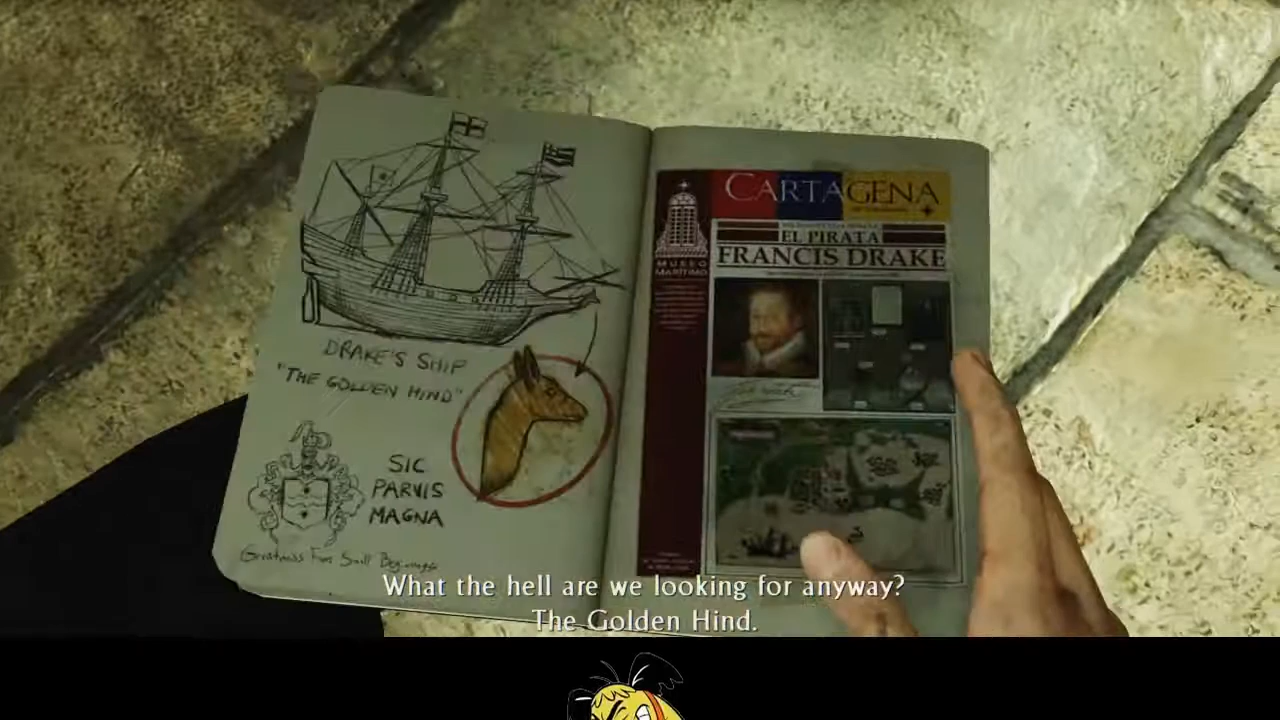 DRAKE'S SHIP
"THE GOLDEN HIND"
SIC
PARVIS
MAGNA
Greatness From Small Beginnings
CARTAGENA
MUSEO
MARITIMO
EL PIRATA
FRANCIS DRAKE
What the hell are we looking for anyway?
The Golden Hind.